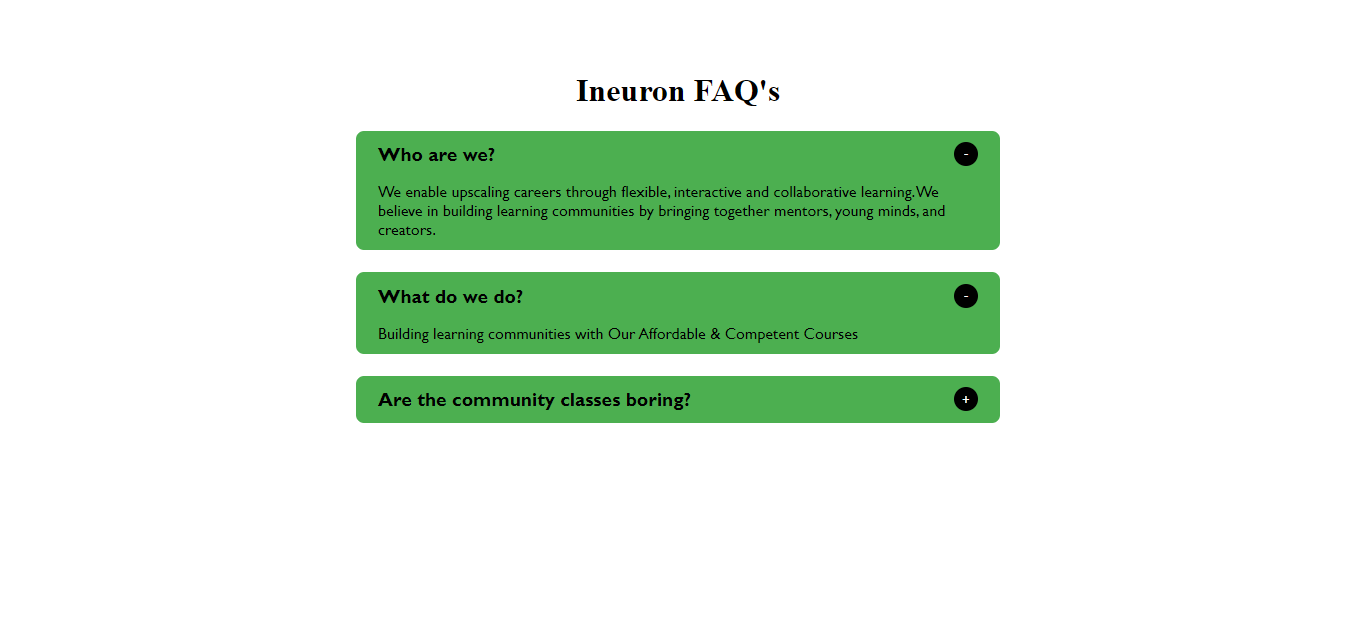 Ineuron FAQ's
Who are we? -
We enable upscaling careers through flexible, interactive and collaborative learning. We
believe in building learning communities by bringing together mentors, young minds, and
creators.
What do we do? -
Building learning communities with Our Affordable & Competent Courses
Are the community classes boring? +